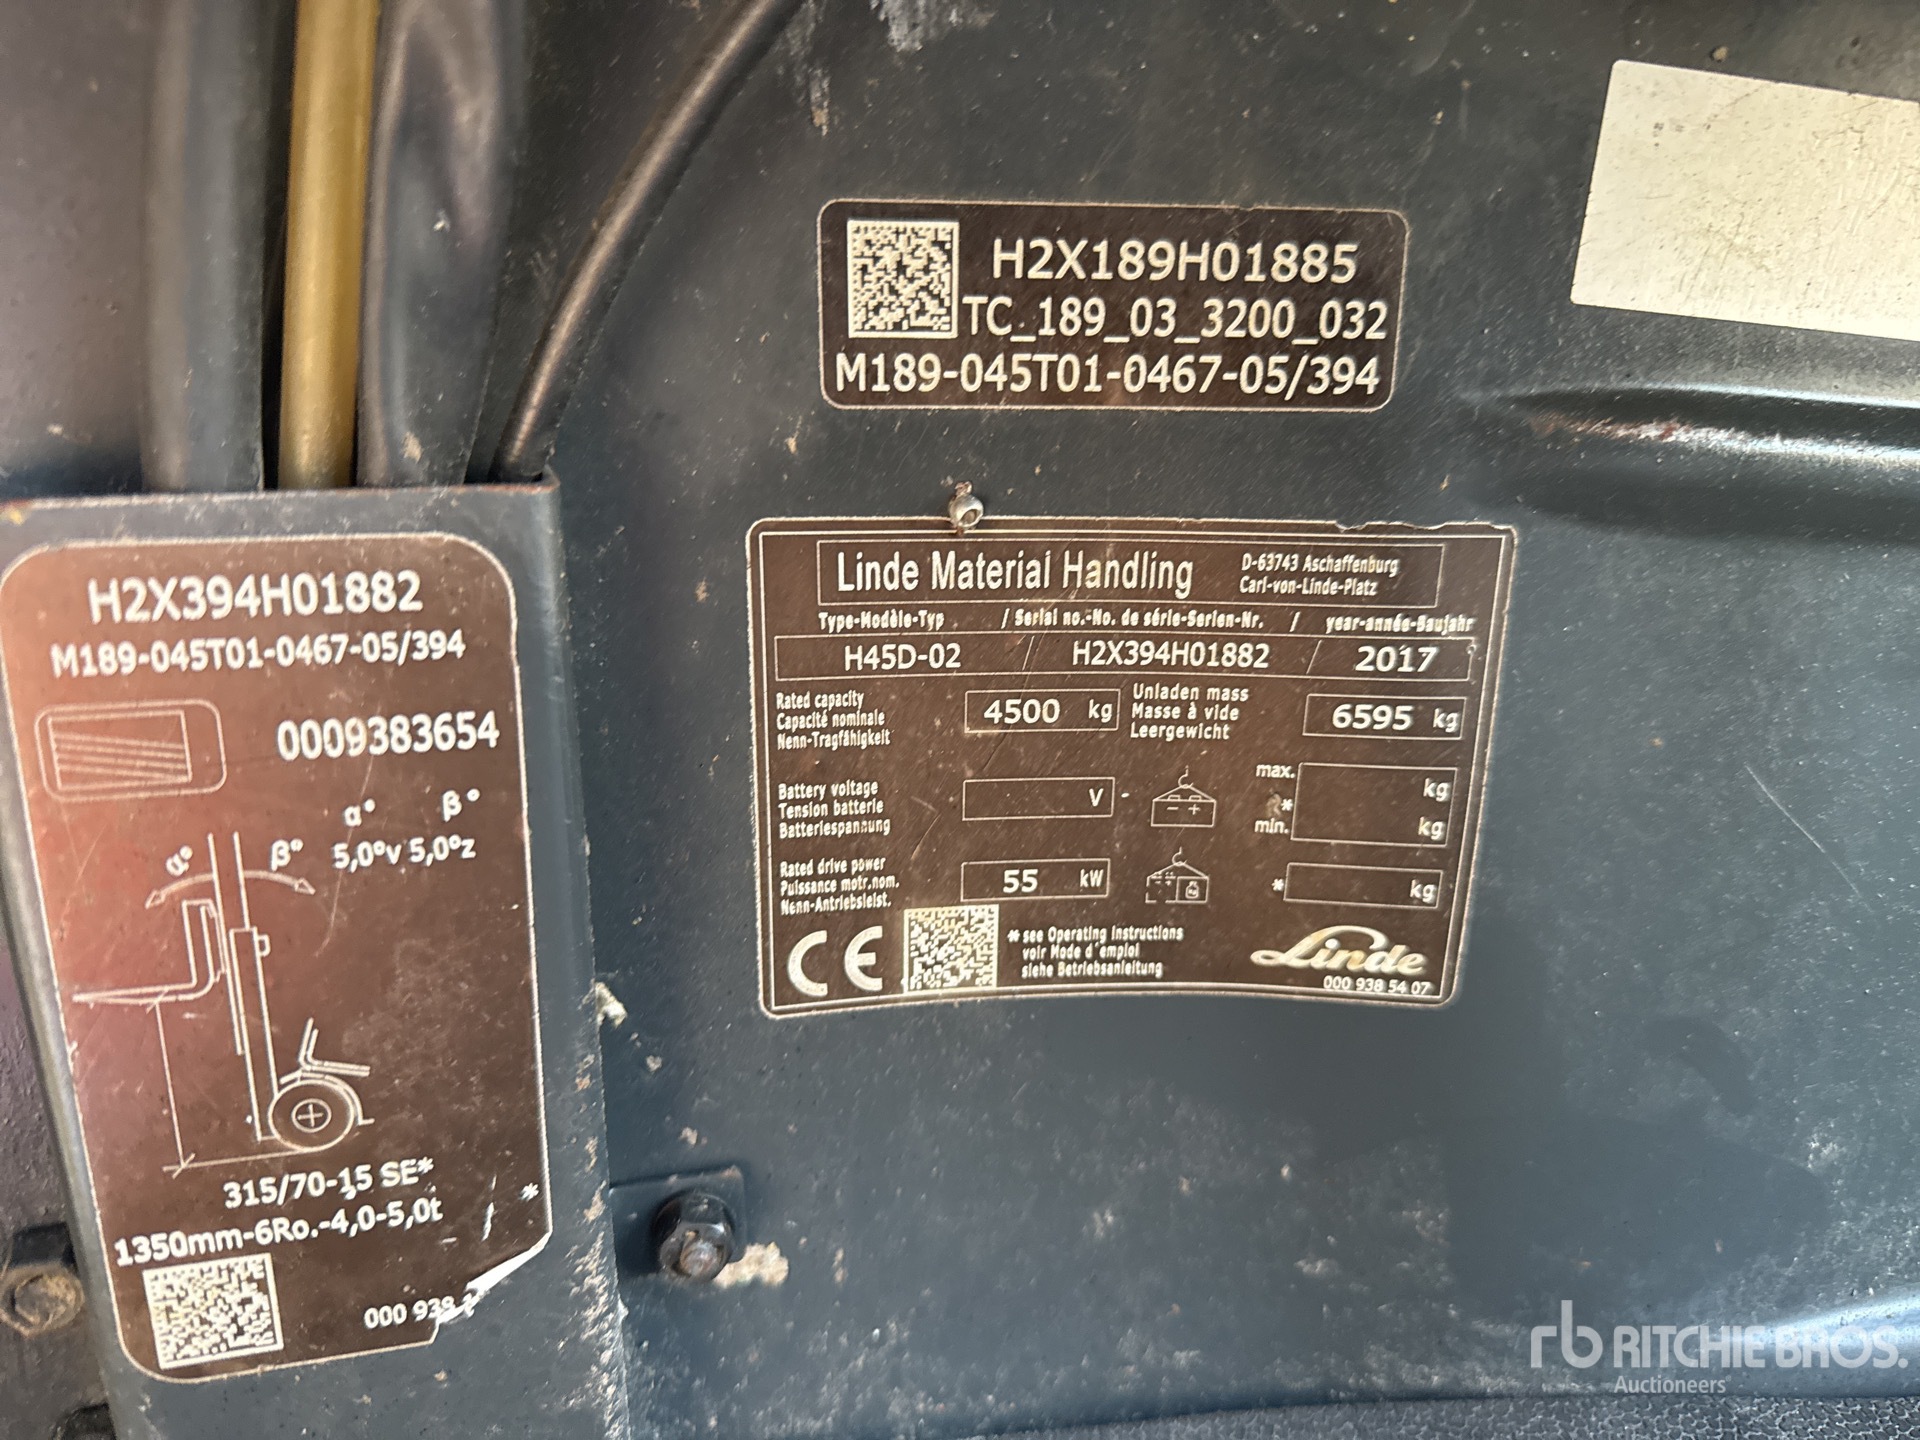 H2X189H01885
TC_189_03_3200_032
M189-045T01-0467-05/394
H2X394H01882
M189-045T01-0467-05/394
0009383654
α° β°
α° β° 5,0°v 5,0°z
315/70-15 SE*
1350mm-6Ro.-4,0-5,0t *
000 938
Linde Material Handling
D-63743 Aschaffenburg
Carl-von-Linde-Platz
Type-Modèle-Typ / Serial no.-No. de série-Serien-Nr. / year-année-Baujahr
H45D-02 / H2X394H01882 / 2017
Rated capacity
Capacité nominale
Nenn-Tragfähigkeit
4500 kg
Unladen mass
Masse à vide
Leergewicht
6595 kg
Battery voltage
Tension batterie
Batteriespannung
V
- +
max. kg
*
min. kg
Rated drive power
Puissance motr.nom.
Nenn-Antriebsleist.
55 kW
* kg
CE
* see Operating Instructions
voir Mode d'emploi
siehe Betriebsanleitung
Linde
000 938 54 07
rb RITCHIE BROS.
Auctioneers